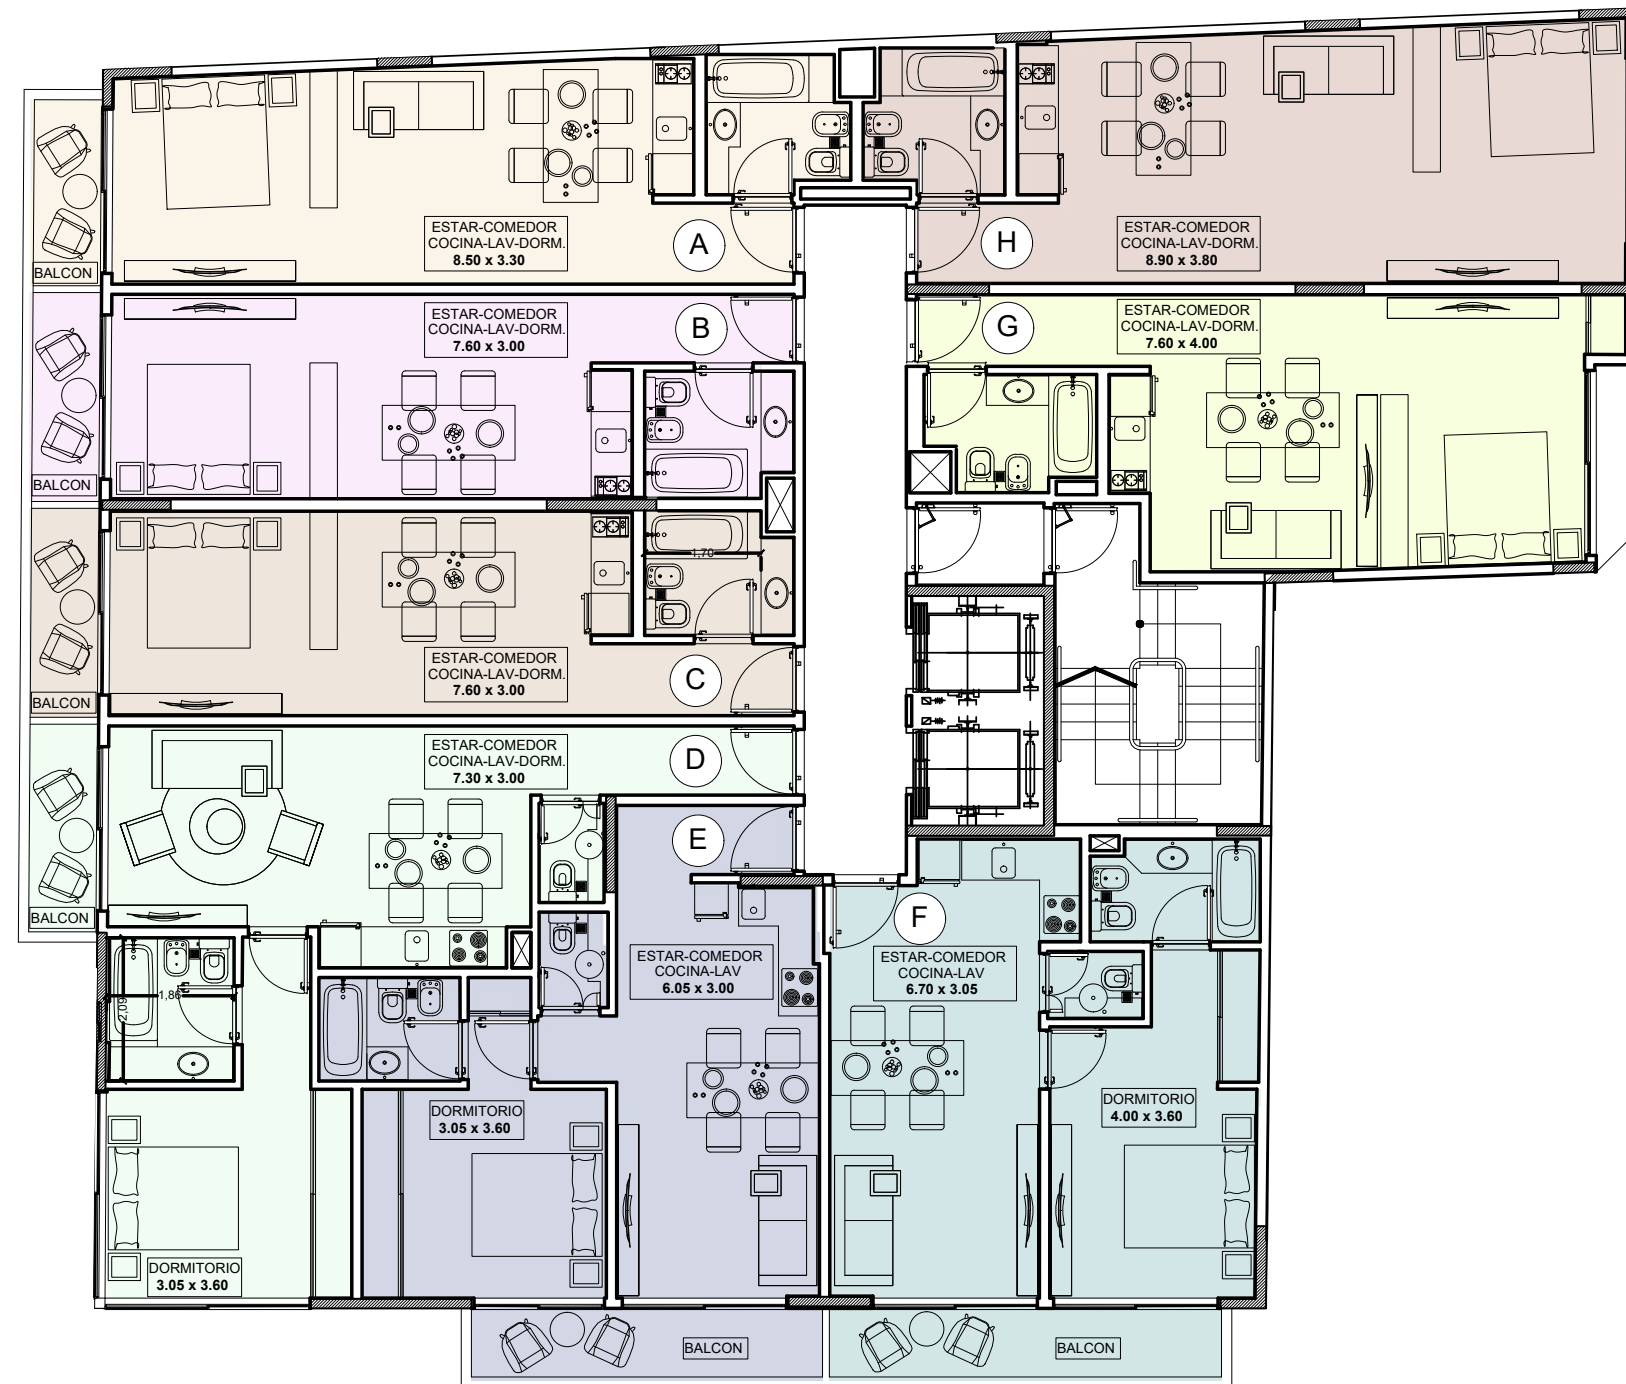 ESTAR-COMEDOR
COCINA-LAV-DORM.
8.50 x 3.30
A
H
ESTAR-COMEDOR
COCINA-LAV-DORM.
8.90 x 3.80
BALCON
ESTAR-COMEDOR
COCINA-LAV-DORM.
7.60 x 3.00
B
G
ESTAR-COMEDOR
COCINA-LAV-DORM.
7.60 x 4.00
BALCON
1,70
ESTAR-COMEDOR
COCINA-LAV-DORM.
7.60 x 3.00
C
BALCON
ESTAR-COMEDOR
COCINA-LAV-DORM.
7.30 x 3.00
D
E
BALCON
F
ESTAR-COMEDOR
COCINA-LAV
6.05 x 3.00
ESTAR-COMEDOR
COCINA-LAV
6.70 x 3.05
1,86
2,09
DORMITORIO
3.05 x 3.60
DORMITORIO
4.00 x 3.60
DORMITORIO
3.05 x 3.60
BALCON
BALCON